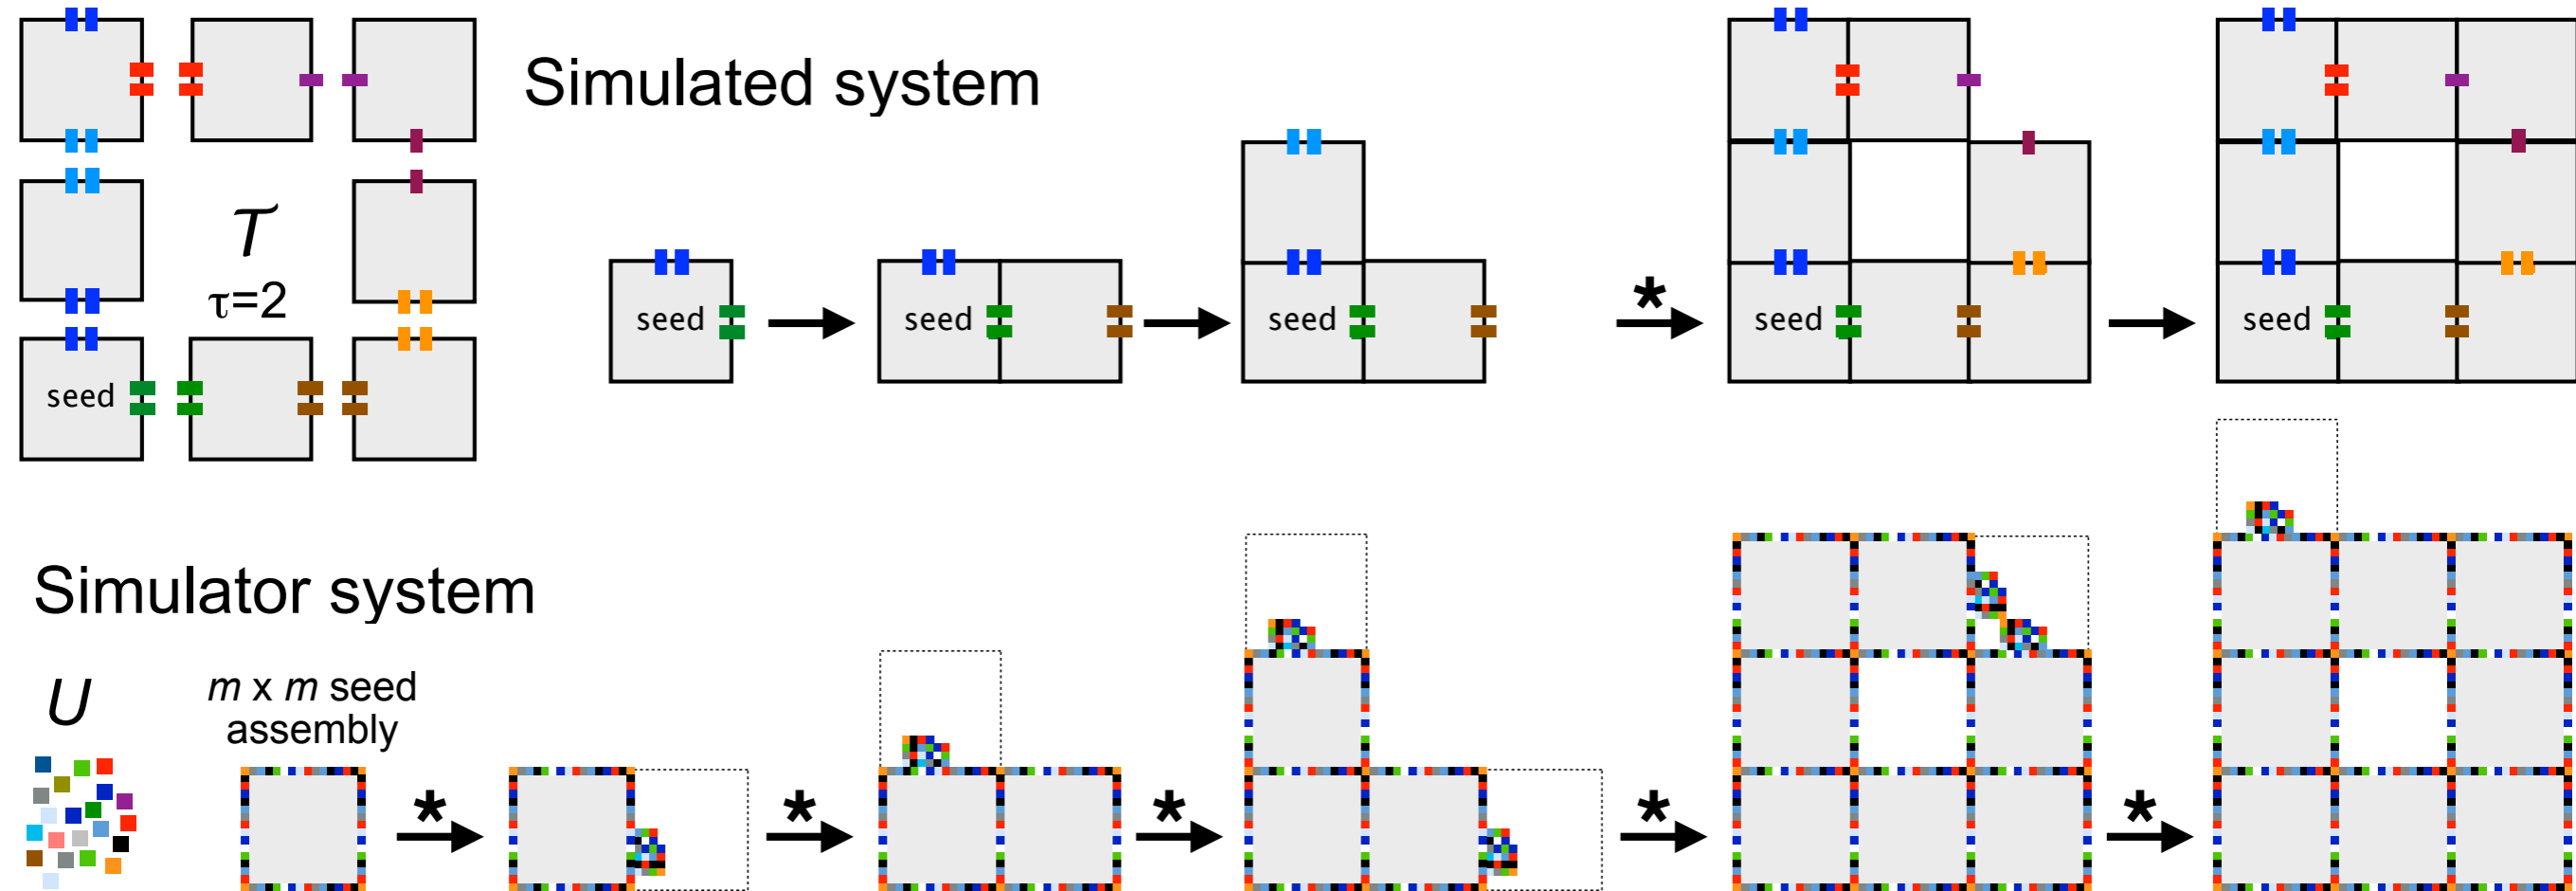 Simulated system
T
τ=2
seed
seed
seed
seed
*
seed
seed
Simulator system
U
m x m seed
assembly
*
*
*
*
*